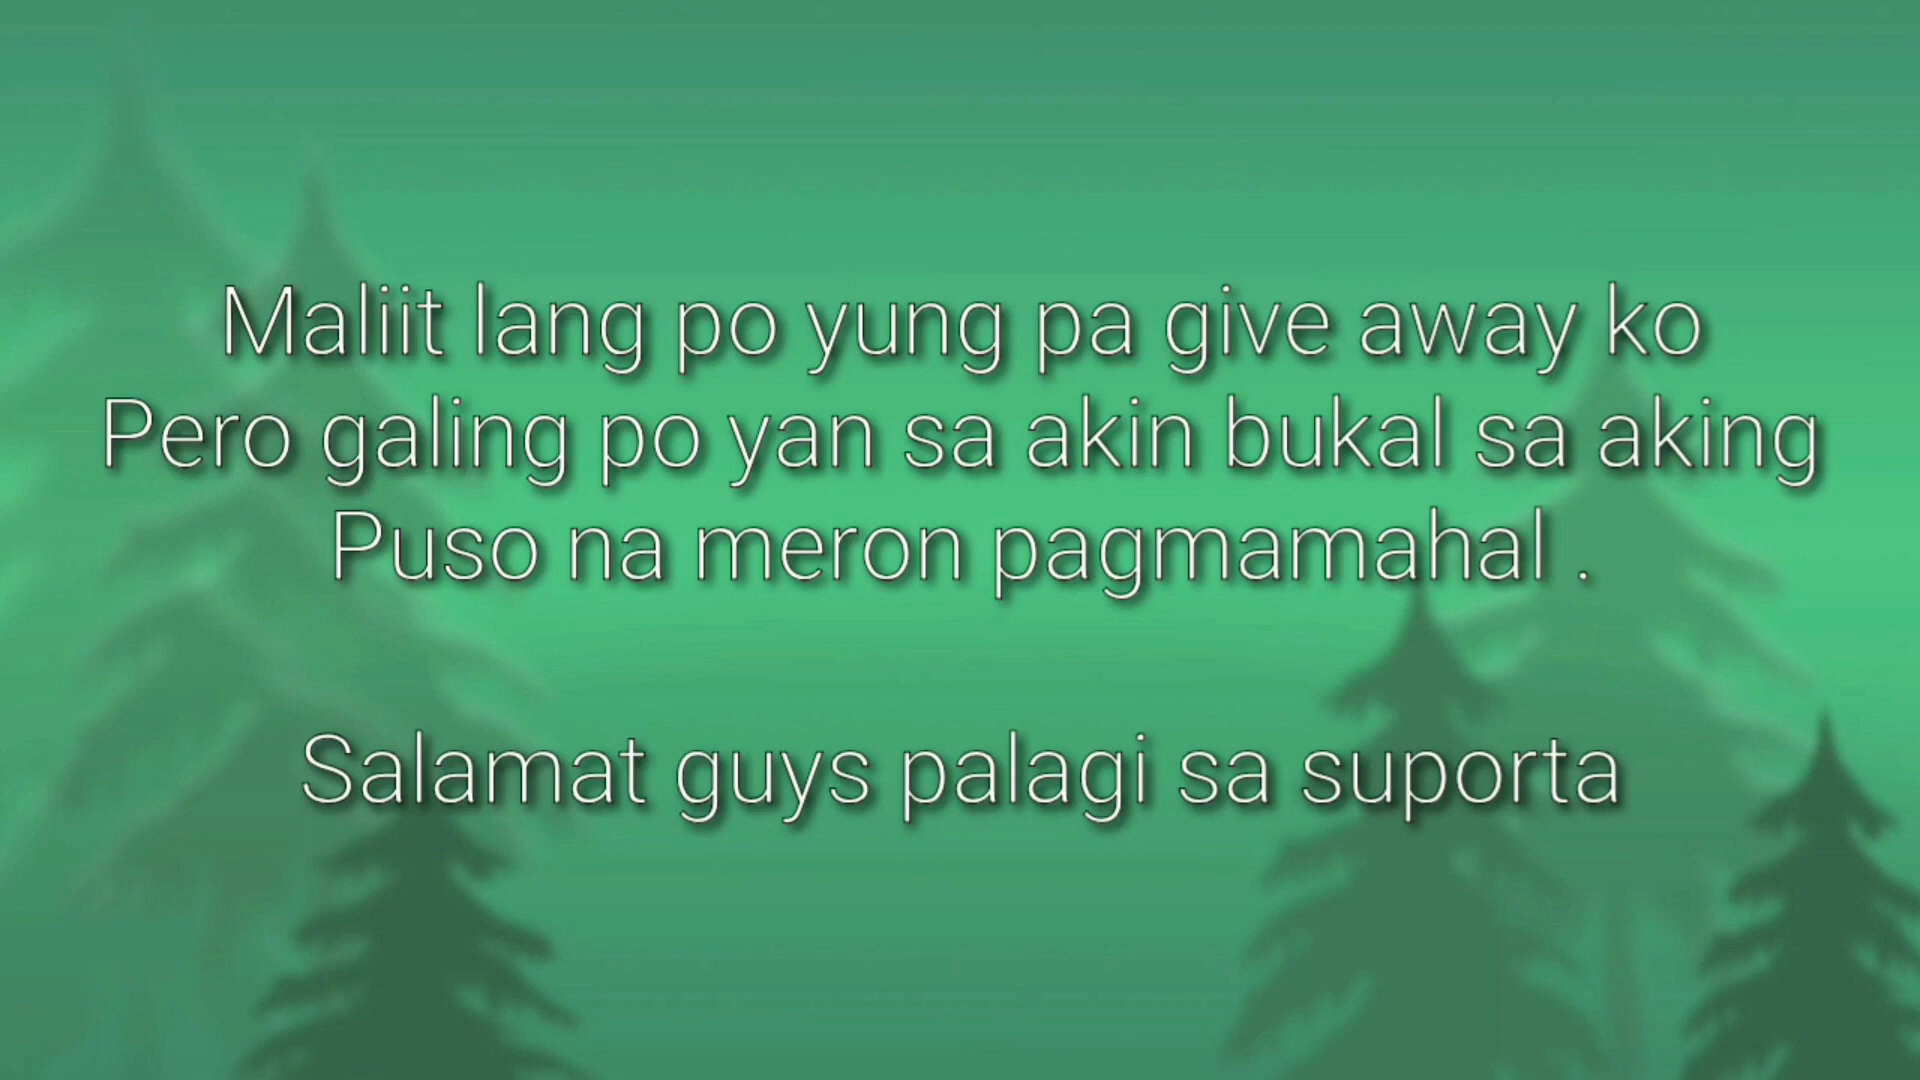 Maliit lang po yung pa give away ko
Pero galing po yan sa akin bukal sa aking
Puso na meron pagmamahal .
Salamat guys palagi sa suporta